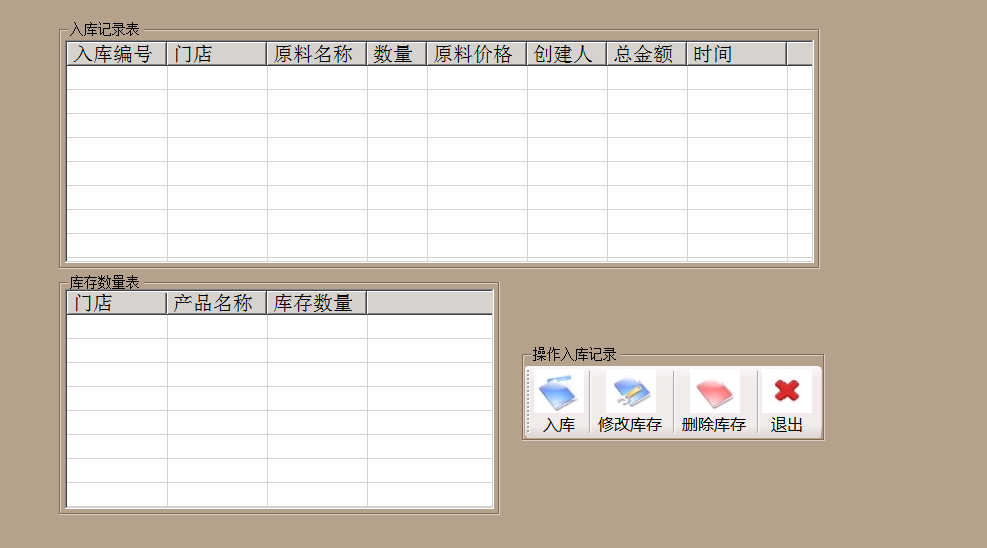 入库记录表
入库编号 门店 原料名称 数量 原料价格 创建人 总金额 时间
库存数量表
门店 产品名称 库存数量
操作入库记录
入库 修改库存 删除库存 退出